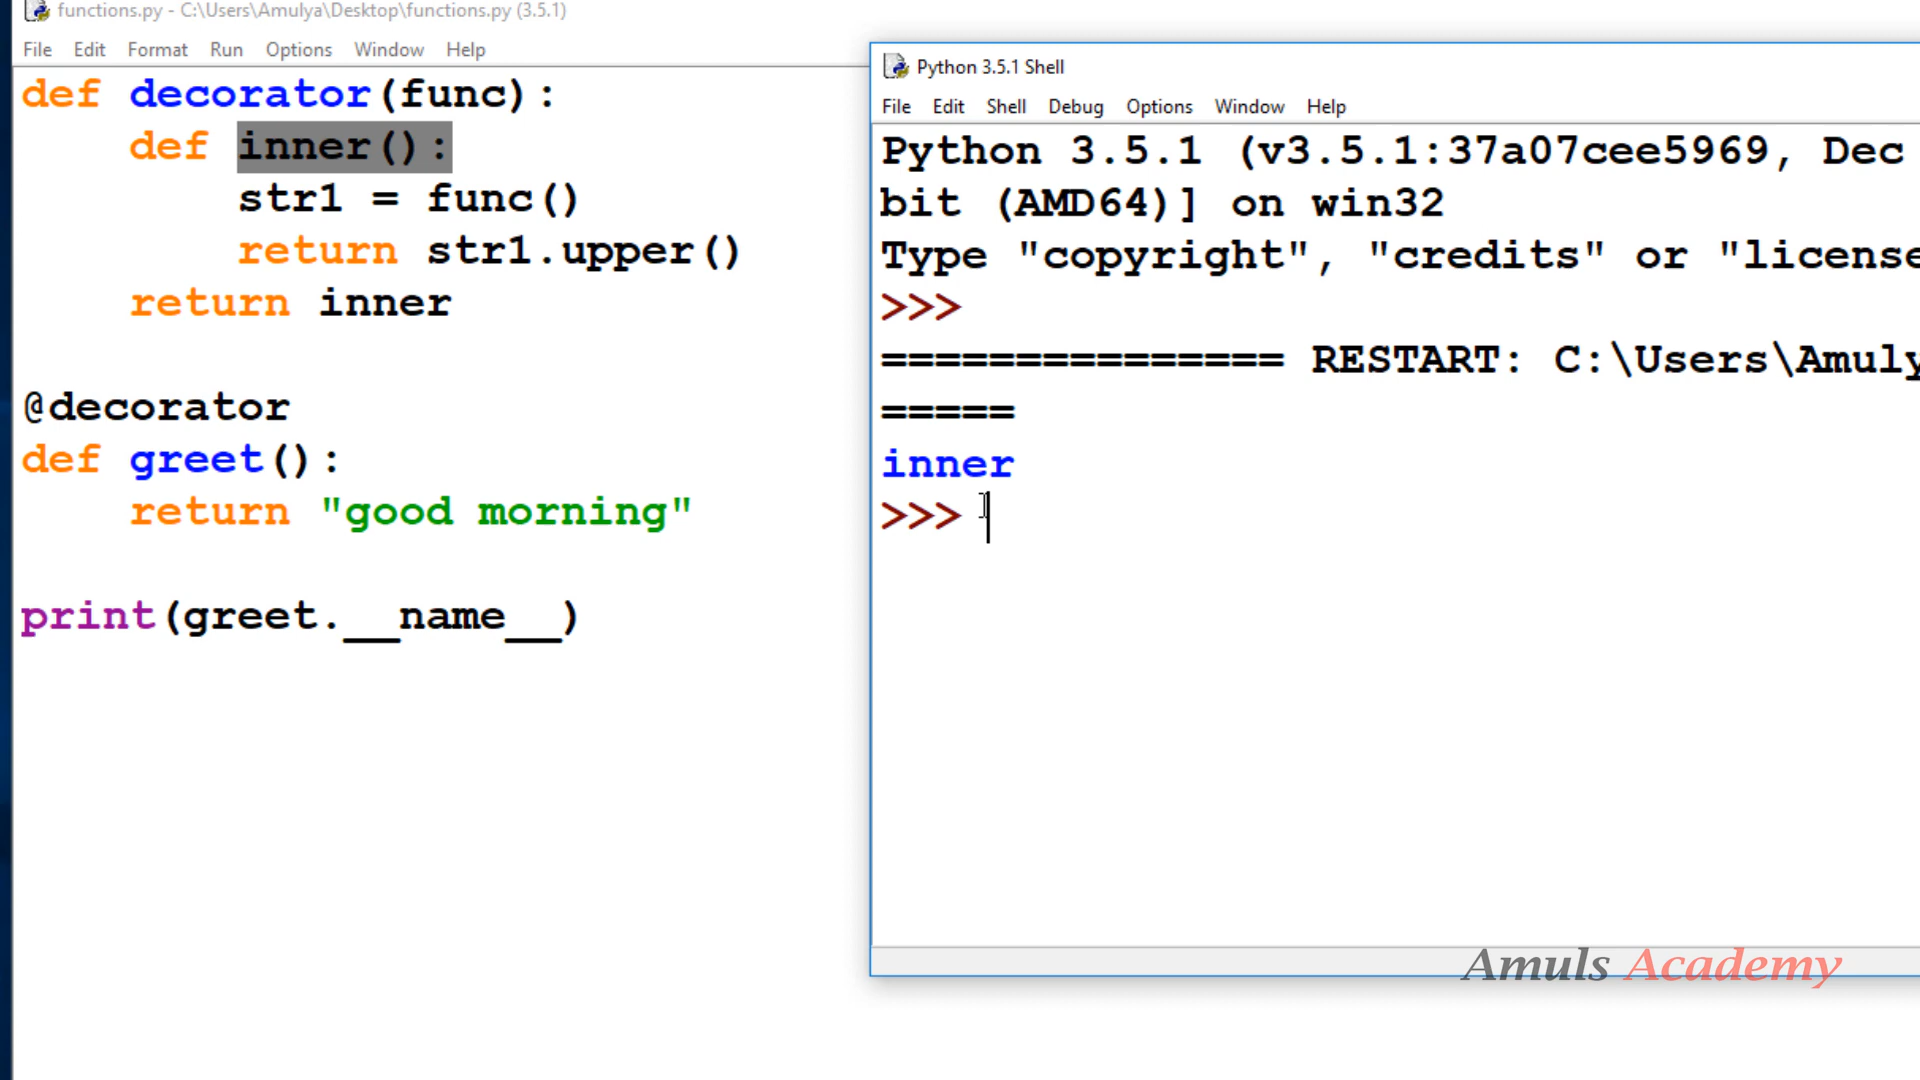 functions.py - C:\Users\Amulya\Desktop\functions.py (3.5.1)
File Edit Format Run Options Window Help
def decorator(func):
    def inner():
        str1 = func()
        return str1.upper()
    return inner
@decorator
def greet():
    return "good morning"
print(greet.__name__)
Python 3.5.1 Shell
File Edit Shell Debug Options Window Help
Python 3.5.1 (v3.5.1:37a07cee5969, Dec
bit (AMD64)] on win32
Type "copyright", "credits" or "license
>>>
=============== RESTART: C:\Users\Amuly
=====
inner
>>>
Amuls Academy